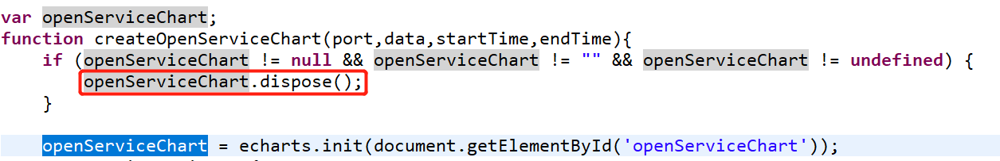 var openServiceChart;
function createOpenServiceChart(port,data,startTime,endTime){
    if (openServiceChart != null && openServiceChart != "" && openServiceChart != undefined) {
        openServiceChart.dispose();
    }
    openServiceChart = echarts.init(document.getElementById('openServiceChart'));